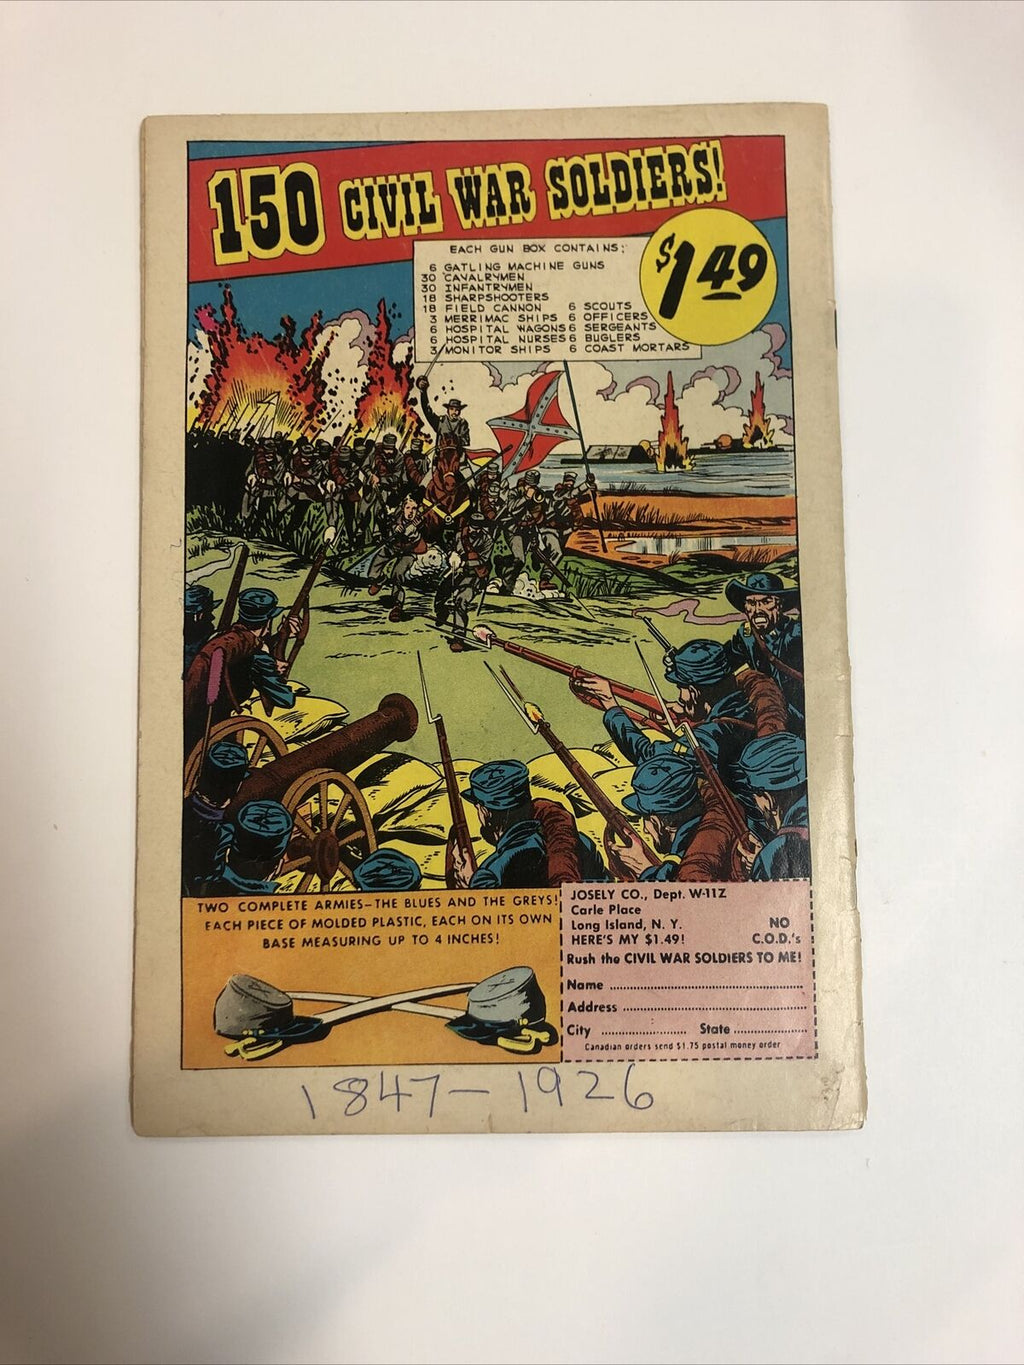 150 CIVIL WAR SOLDIERS!
$1.49
EACH GUN BOX CONTAINS:
6 GATLING MACHINE GUNS
30 CAVALRYMEN
30 INFANTRYMEN
18 SHARPSHOOTERS
18 FIELD CANNON 6 SCOUTS
3 MERRIMAC SHIPS 6 OFFICERS
6 HOSPITAL WAGONS 6 SERGEANTS
6 HOSPITAL NURSES 6 BUGLERS
3 MONITOR SHIPS 6 COAST MORTARS
TWO COMPLETE ARMIES—THE BLUES AND THE GREYS!
EACH PIECE OF MOLDED PLASTIC, EACH ON ITS OWN
BASE MEASURING UP TO 4 INCHES!
JOSELY CO., Dept. W-11Z
Carle Place
Long Island, N. Y. NO
HERE'S MY $1.49! C.O.D.'s
Rush the CIVIL WAR SOLDIERS TO ME!
Name
Address
City State
Canadian orders send $1.75 postal money order
1847-1926